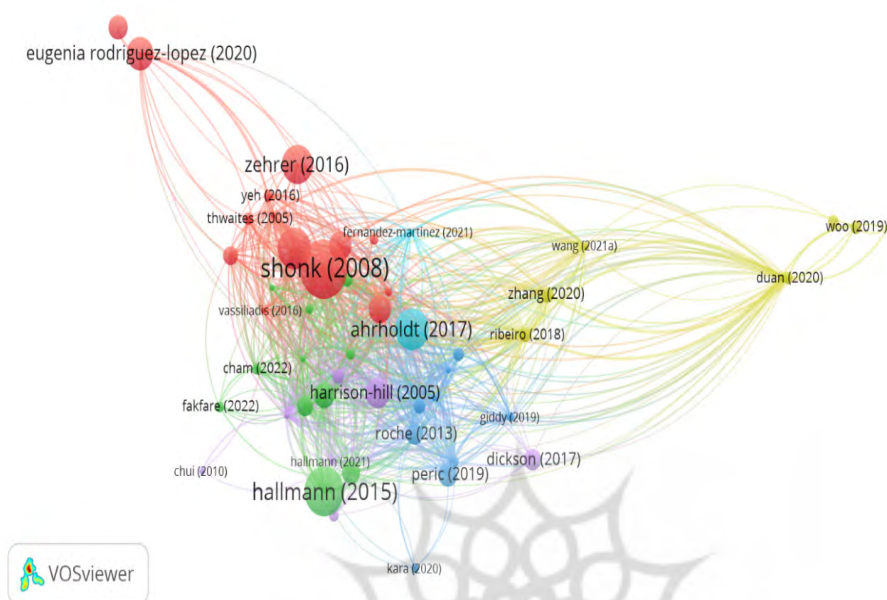 eugenia rodriguez-lopez (2020)
zehrer (2016)
yeh (2016)
thwaites (2005)
fernandez-martinez (2021)
woo (2019)
wang (2021a)
shonk (2008)
duan (2020)
zhang (2020)
vassiliadis (2016)
ahrholdt (2017)
ribeiro (2018)
cham (2022)
harrison-hill (2005)
fakfare (2022)
giddy (2019)
roche (2013)
hallmann (2021)
dickson (2017)
chui (2010)
peric (2019)
hallmann (2015)
kara (2020)
VOSviewer